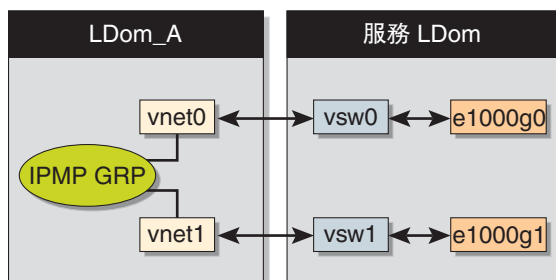 LDom_A
服務 LDom
vnet0
vsw0
e1000g0
IPMP GRP
vnet1
vsw1
e1000g1